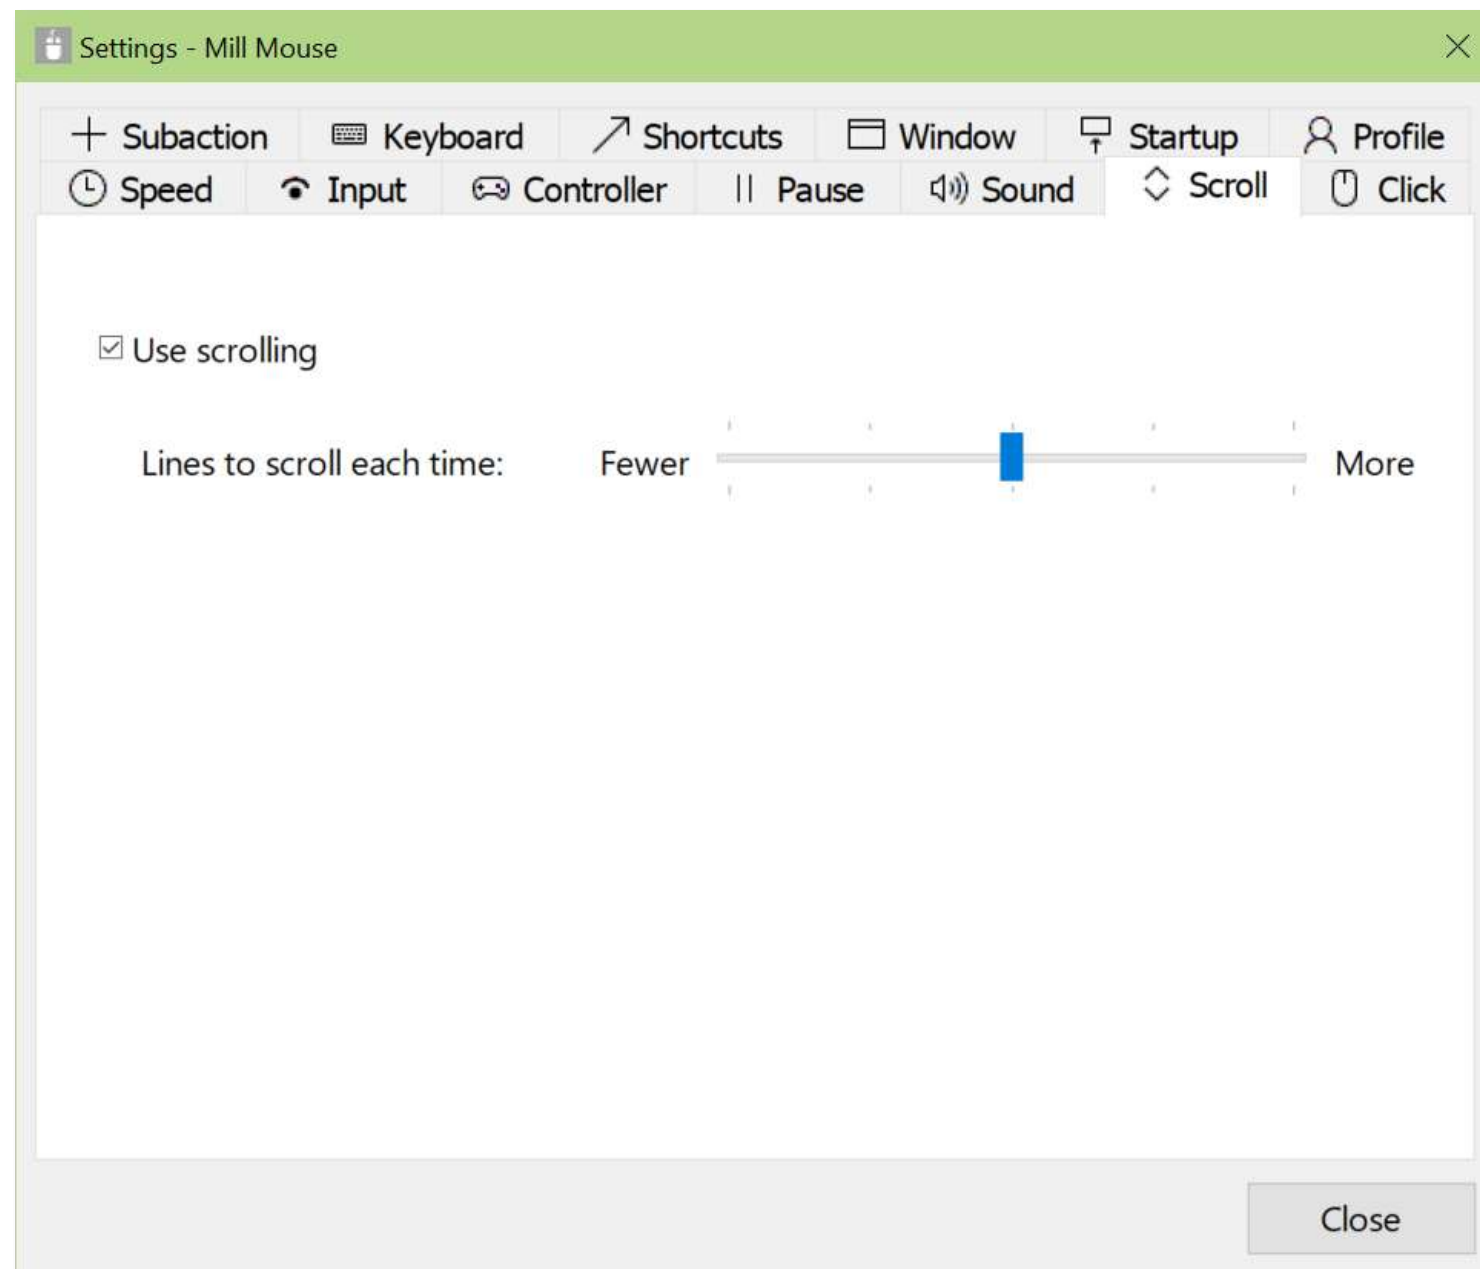 Settings - Mill Mouse
Subaction Keyboard Shortcuts Window Startup Profile
Speed Input Controller Pause Sound Scroll Click
Use scrolling
Lines to scroll each time: Fewer More
Close